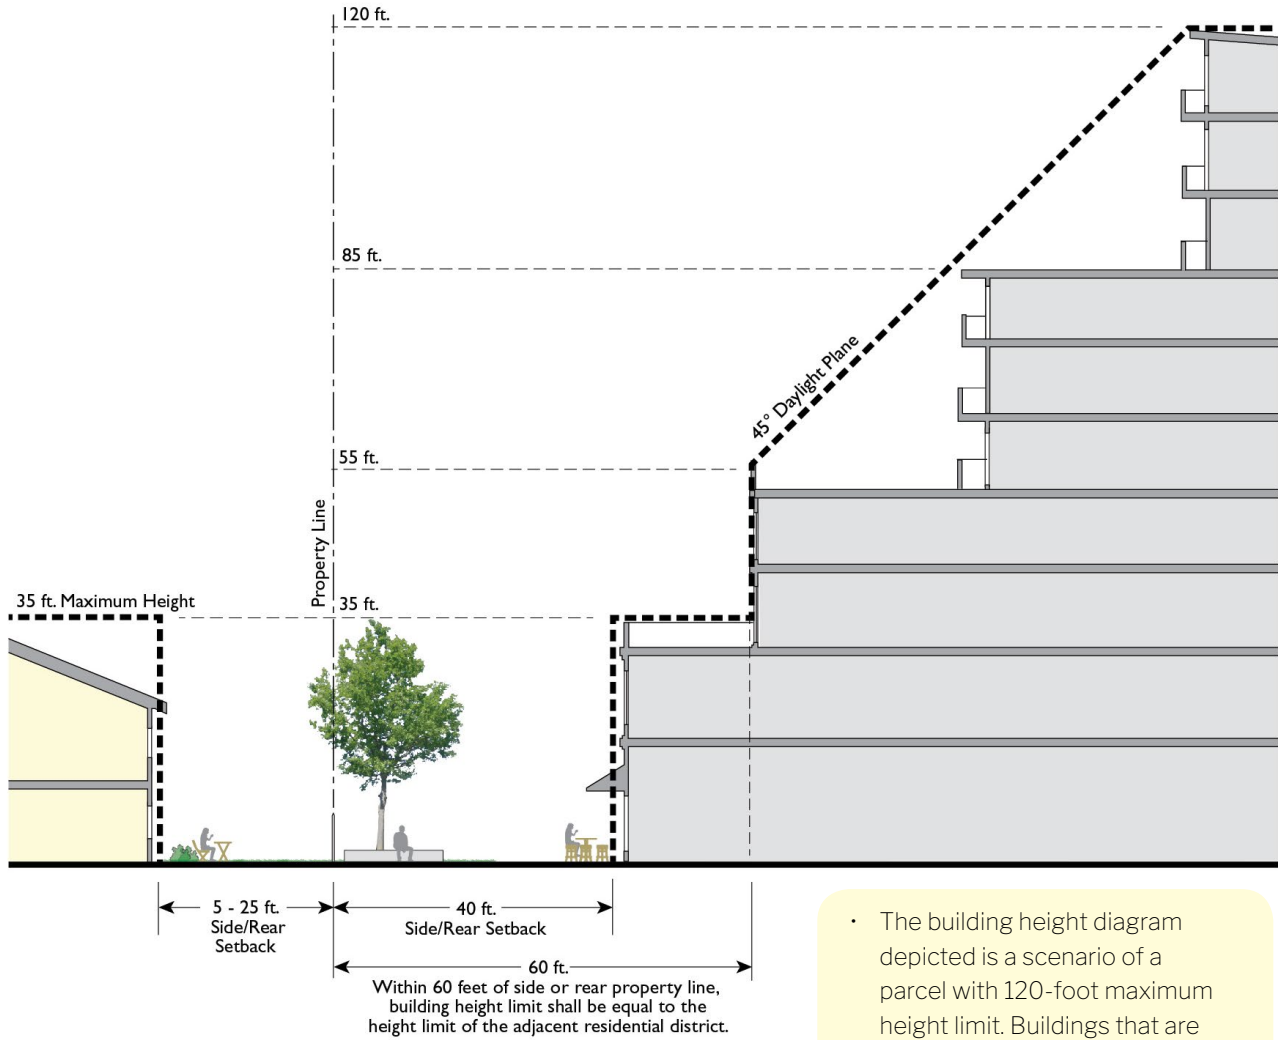 120 ft.
85 ft.
45° Daylight Plane
55 ft.
Property Line
35 ft. Maximum Height
35 ft.
5 - 25 ft.
Side/Rear
Setback
40 ft.
Side/Rear Setback
60 ft.
Within 60 feet of side or rear property line,
building height limit shall be equal to the
height limit of the adjacent residential district.
• The building height diagram
depicted is a scenario of a
parcel with 120-foot maximum
height limit. Buildings that are